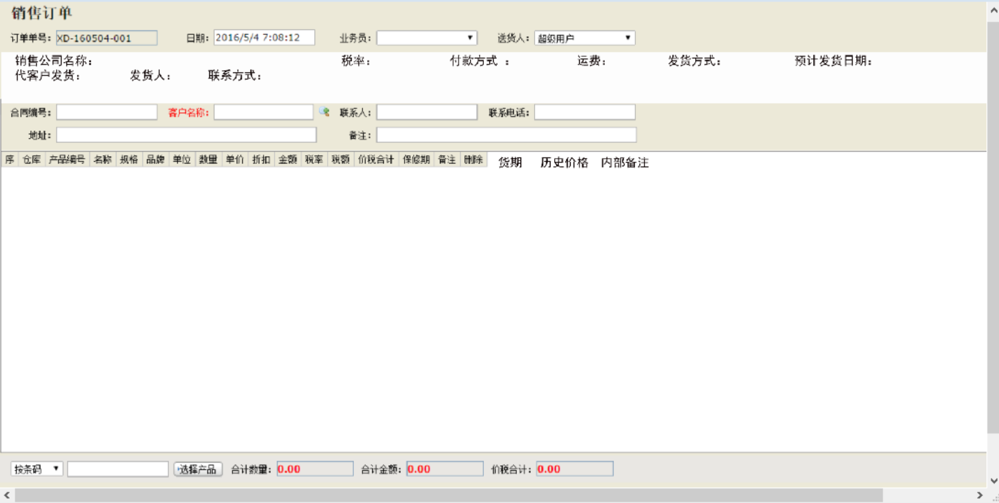 销售订单
订单单号: XD-160504-001 日期: 2016/5/4 7:08:12 业务员: 送货人: 超级用户
销售公司名称: 税率: 付款方式 : 运费: 发货方式: 预计发货日期:
代客户发货: 发货人: 联系方式:
合同编号: 客户名称: 联系人: 联系电话:
地址: 备注:
序 仓库 产品编号 名称 规格 品牌 单位 数量 单价 折扣 金额 税率 税额 价税合计 保修期 备注 删除 货期 历史价格 内部备注
按条码 选择产品 合计数量: 0.00 合计金额: 0.00 价税合计: 0.00